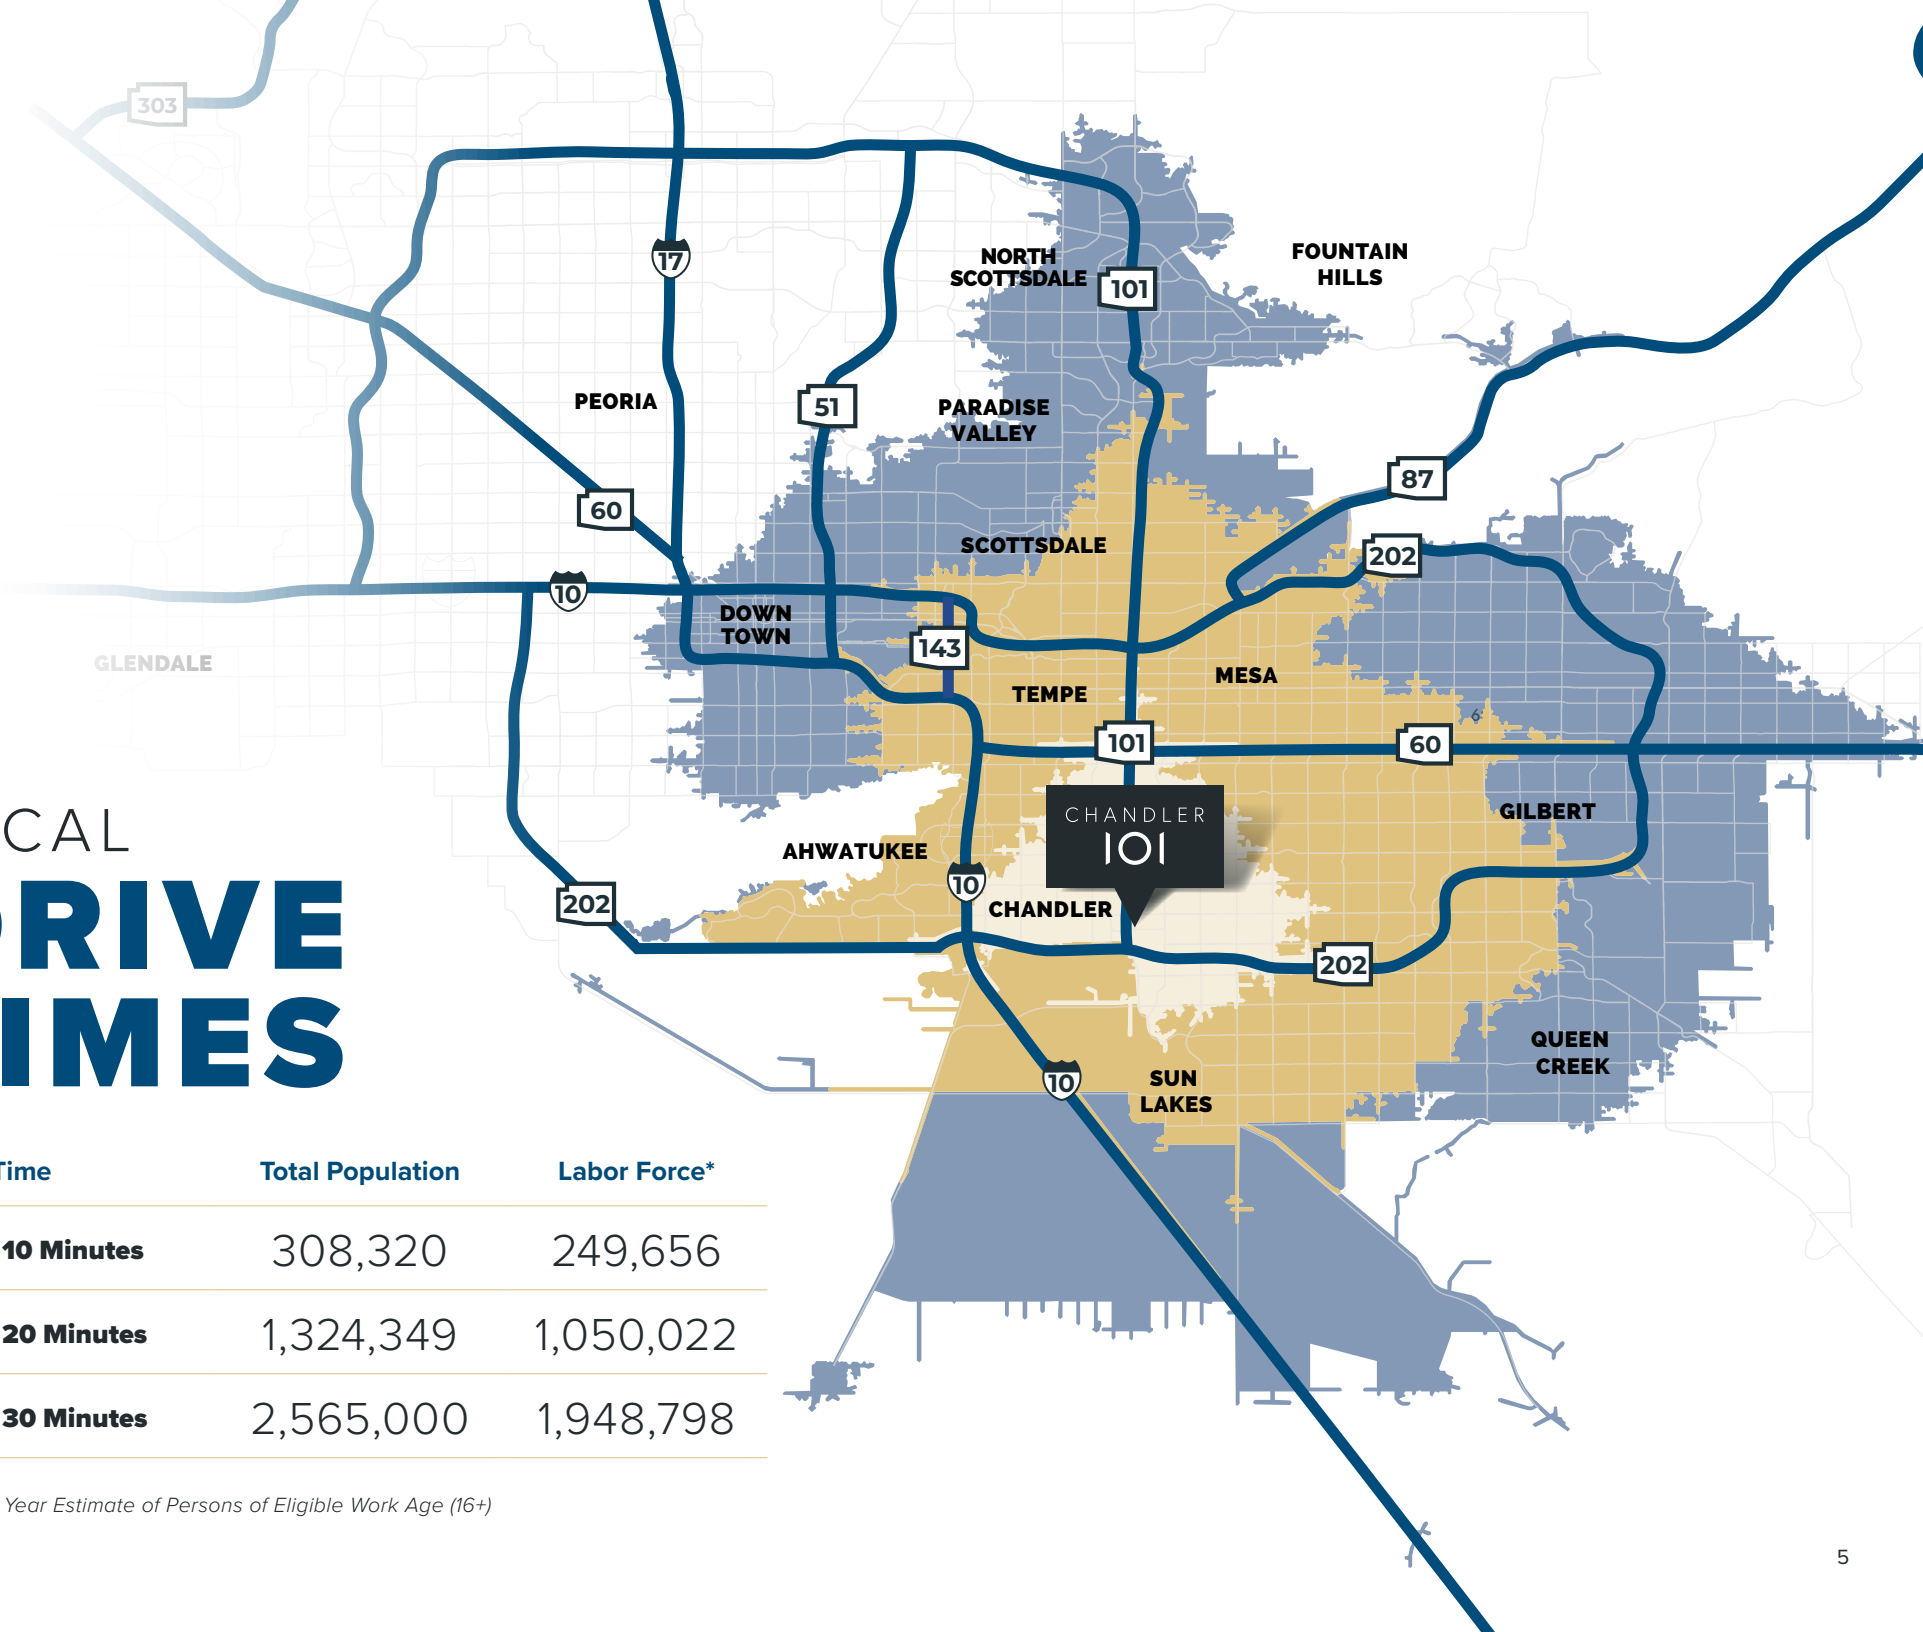 303
17
NORTH
SCOTTSDALE
101
FOUNTAIN
HILLS
PEORIA
51
PARADISE
VALLEY
87
60
SCOTTSDALE
202
10
DOWN
TOWN
143
GLENDALE
MESA
TEMPE
6
101
60
CHANDLER
101
GILBERT
CAL
AHWATUKEE
10
RIVE
202
CHANDLER
202
IMES
QUEEN
CREEK
10
SUN
LAKES
Time Total Population Labor Force*
10 Minutes 308,320 249,656
20 Minutes 1,324,349 1,050,022
30 Minutes 2,565,000 1,948,798
Year Estimate of Persons of Eligible Work Age (16+)
5